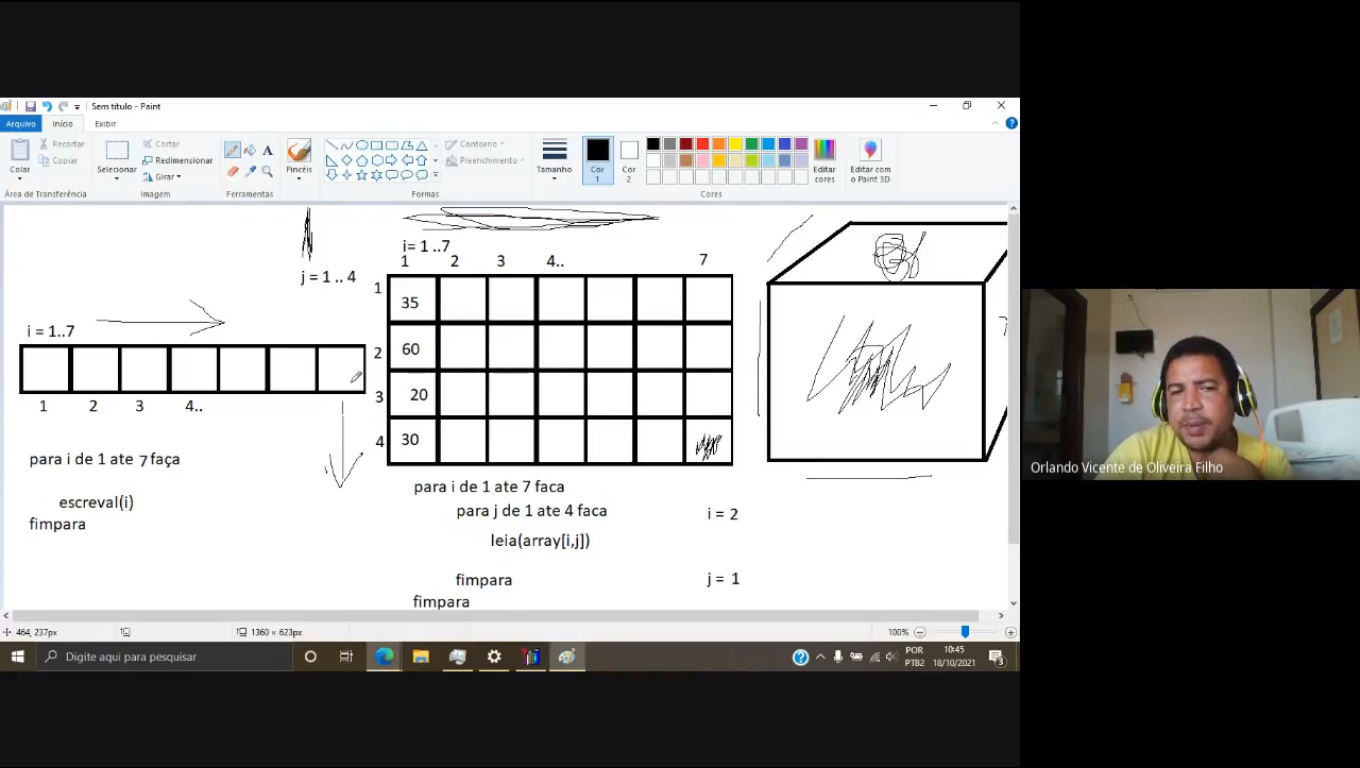 Sem título - Paint
Arquivo Início Exibir
Colar
Recortar
Copiar
Área de Transferência
Selecionar
Cortar
Redimensionar
Girar
Imagem
A
Ferramentas
Pincéis
Contorno
Preenchimento
Formas
Tamanho
Cor 1
Cor 2
Editar cores
Editar com o Paint 3D
Cores
i = 1..7
1 2 3 4..
para i de 1 ate 7 faça
escreval(i)
fimpara
i= 1 ..7
j = 1 .. 4
1 2 3 4.. 7
1 35
2 60
3 20
4 30
para i de 1 ate 7 faca
para j de 1 ate 4 faca
leia(array[i,j])
fimpara
fimpara
i = 2
j = 1
464, 237px
1360 × 623px
100%
Digite aqui para pesquisar
POR
PTB2
10:45
18/10/2021
3
Orlando Vicente de Oliveira Filho